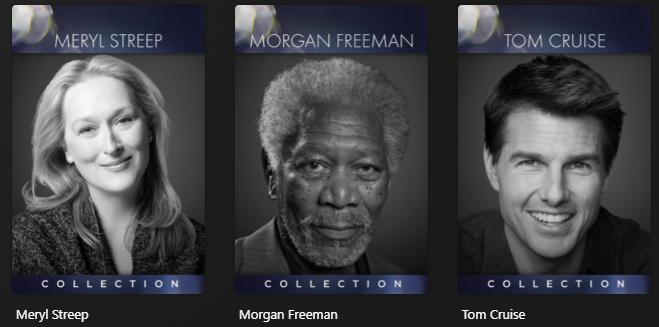 MERYL STREEP
MORGAN FREEMAN
TOM CRUISE
COLLECTION
COLLECTION
COLLECTION
Meryl Streep
Morgan Freeman
Tom Cruise